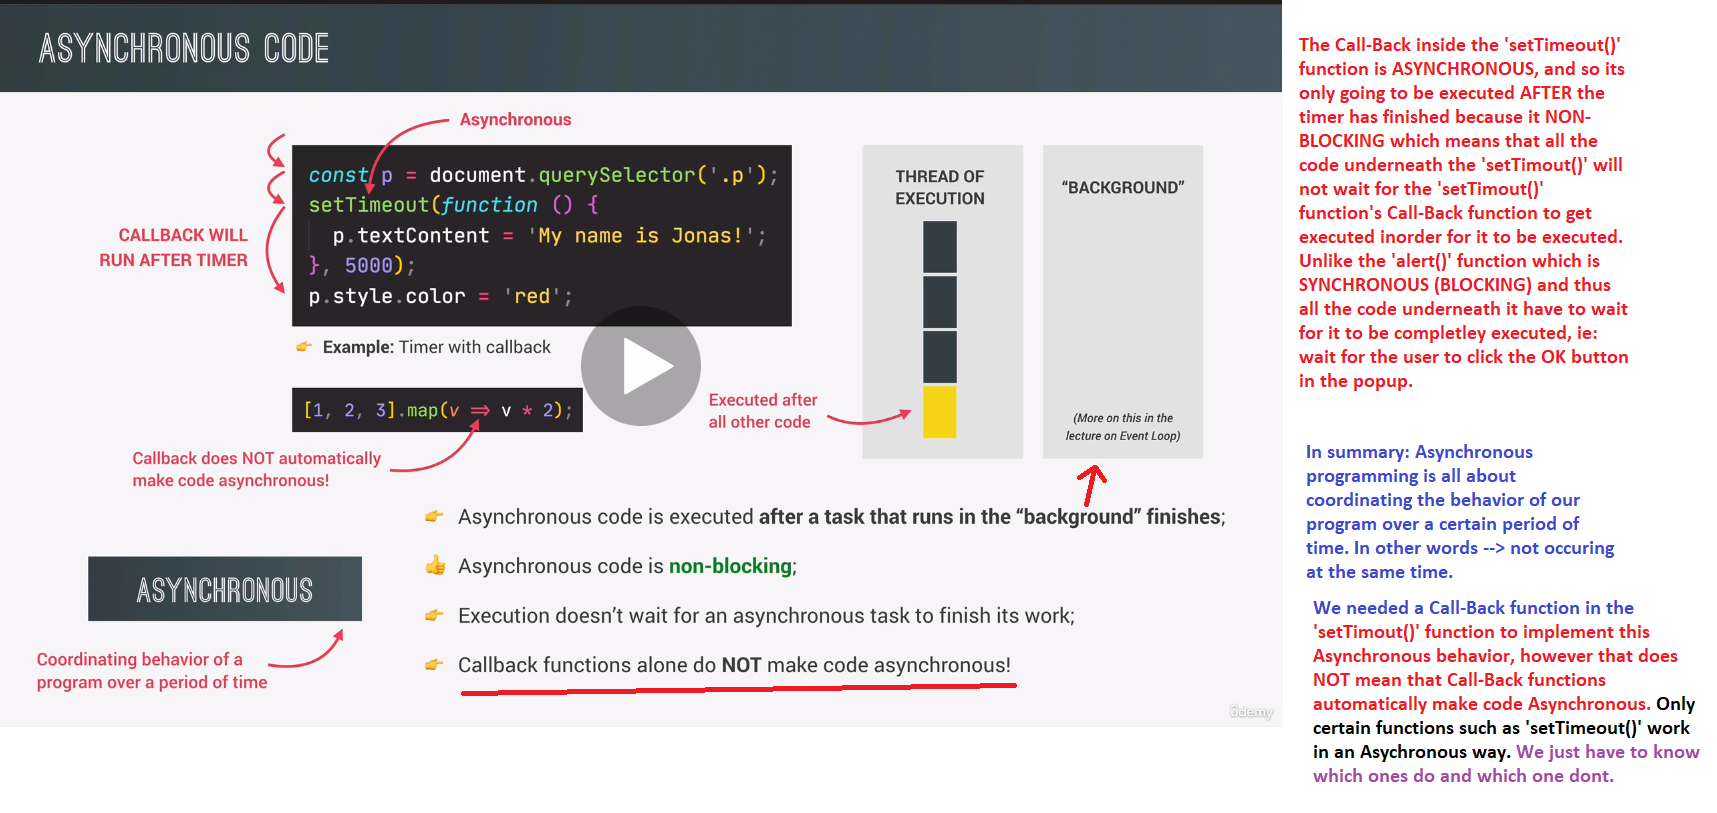 ASYNCHRONOUS CODE
Asynchronous
const p = document.querySelector('.p');
setTimeout(function () {
p.textContent = 'My name is Jonas!';
}, 5000);
p.style.color = 'red';
CALLBACK WILL
RUN AFTER TIMER
👉 Example: Timer with callback
[1, 2, 3].map(v => v * 2);
Callback does NOT automatically
make code asynchronous!
THREAD OF
EXECUTION
"BACKGROUND"
Executed after
all other code
(More on this in the
lecture on Event Loop)
👉 Asynchronous code is executed after a task that runs in the “background” finishes;
👍 Asynchronous code is non-blocking;
👉 Execution doesn’t wait for an asynchronous task to finish its work;
👉 Callback functions alone do NOT make code asynchronous!
ASYNCHRONOUS
Coordinating behavior of a
program over a period of time
ûdemy
The Call-Back inside the 'setTimeout()'
function is ASYNCHRONOUS, and so its
only going to be executed AFTER the
timer has finished because it NON-
BLOCKING which means that all the
code underneath the 'setTimout()' will
not wait for the 'setTimout()'
function's Call-Back function to get
executed inorder for it to be executed.
Unlike the 'alert()' function which is
SYNCHRONOUS (BLOCKING) and thus
all the code underneath it have to wait
for it to be completley executed, ie:
wait for the user to click the OK button
in the popup.
In summary: Asynchronous
programming is all about
coordinating the behavior of our
program over a certain period of
time. In other words --> not occuring
at the same time.
We needed a Call-Back function in the
'setTimout()' function to implement this
Asynchronous behavior, however that does
NOT mean that Call-Back functions
automatically make code Asynchronous. Only
certain functions such as 'setTimeout()' work
in an Asychronous way. We just have to know
which ones do and which one dont.